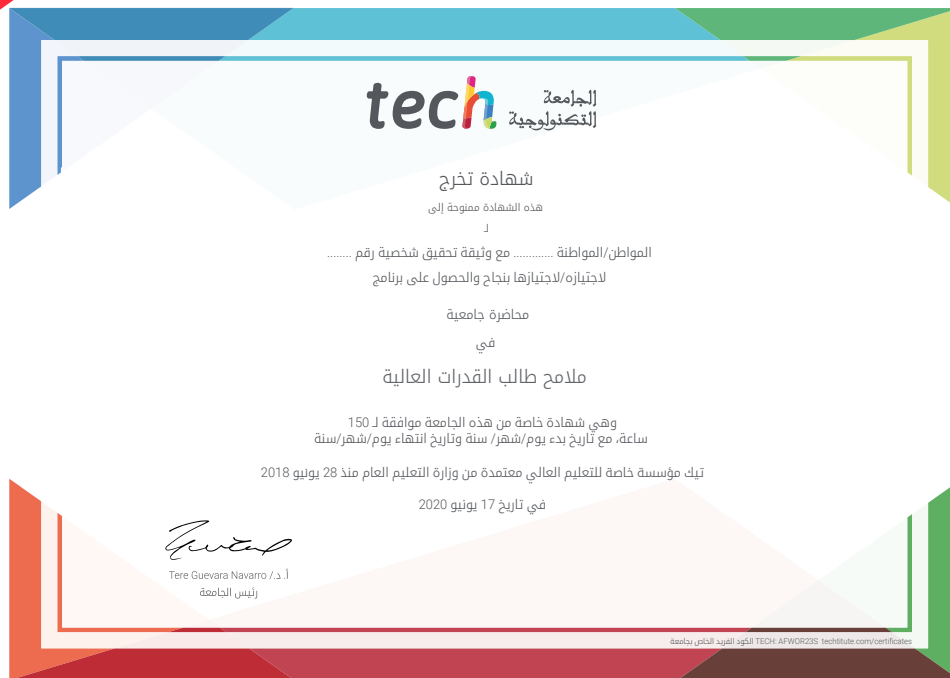 tech الجامعة
التكنولوجية
شهادة تخرج
هذه الشهادة ممنوحة إلى
لـ
المواطن/المواطنة ............ مع وثيقة تحقيق شخصية رقم ........
لاجتيازه/لاجتيازها بنجاح والحصول على برنامج
محاضرة جامعية
في
ملامح طالب القدرات العالية
وهي شهادة خاصة من هذه الجامعة موافقة لـ 150
ساعة، مع تاريخ بدء يوم/شهر/ سنة وتاريخ انتهاء يوم/شهر/سنة
تيك مؤسسة خاصة للتعليم العالي معتمدة من وزارة التعليم العام منذ 28 يونيو 2018
في تاريخ 17 يونيو 2020
أ.د./ Tere Guevara Navarro
رئيس الجامعة
الكود الفريد الخاص بجامعة TECH: AFWOR23S techtitute.com/certificates